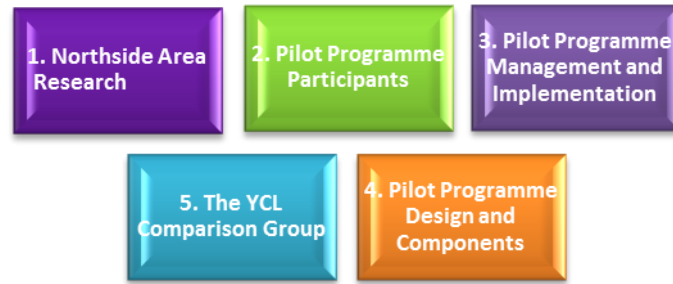 1. Northside Area
Research
2. Pilot Programme
Participants
3. Pilot Programme
Management and
Implementation
5. The YCL
Comparison Group
4. Pilot Programme
Design and
Components